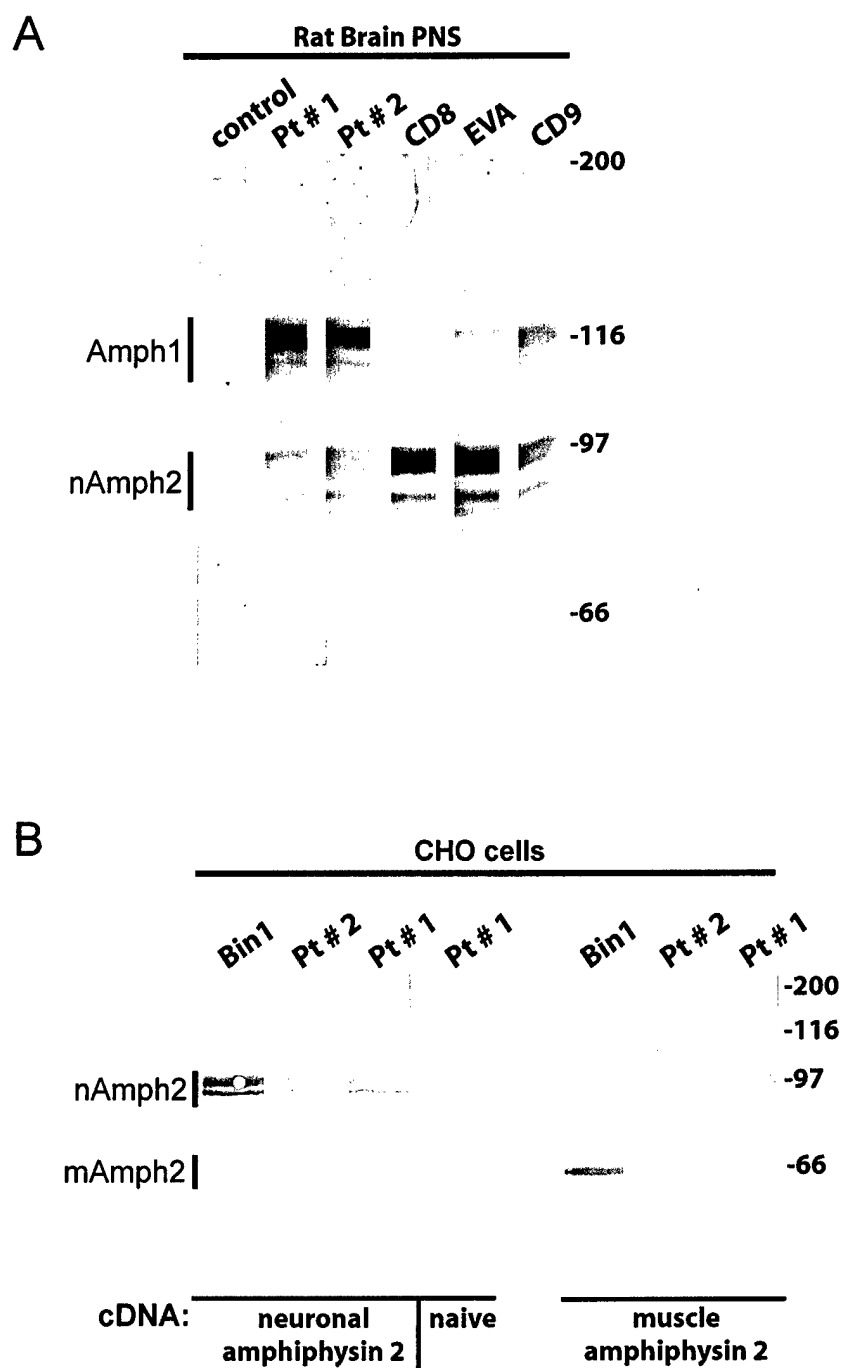 A
Rat Brain PNS
control Pt # 1 Pt # 2 CD8 EVA CD9
-200
Amph1
-116
-97
nAmph2
-66
B
CHO cells
Bin1 Pt # 2 Pt # 1 Pt # 1 Bin1 Pt # 2 Pt # 1
-200
-116
nAmph2
-97
mAmph2
-66
cDNA: neuronal amphiphysin 2 naive muscle amphiphysin 2